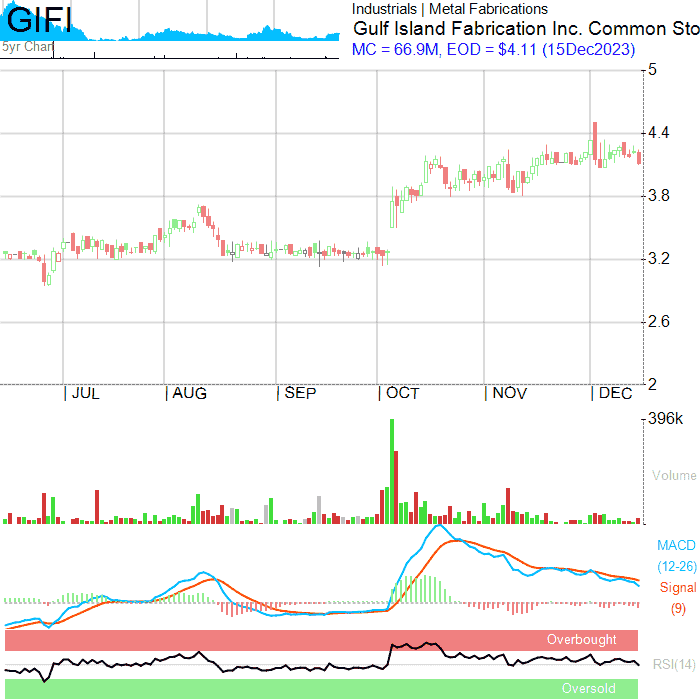 GIFI
5yr Chart
Industrials | Metal Fabrications
Gulf Island Fabrication Inc. Common Sto
MC = 66.9M, EOD = $4.11 (15Dec2023)
5
4.4
3.8
3.2
2.6
2
JUL AUG SEP OCT NOV DEC
396k
Volume
MACD
(12-26)
Signal
(9)
Overbought
RSI(14)
Oversold